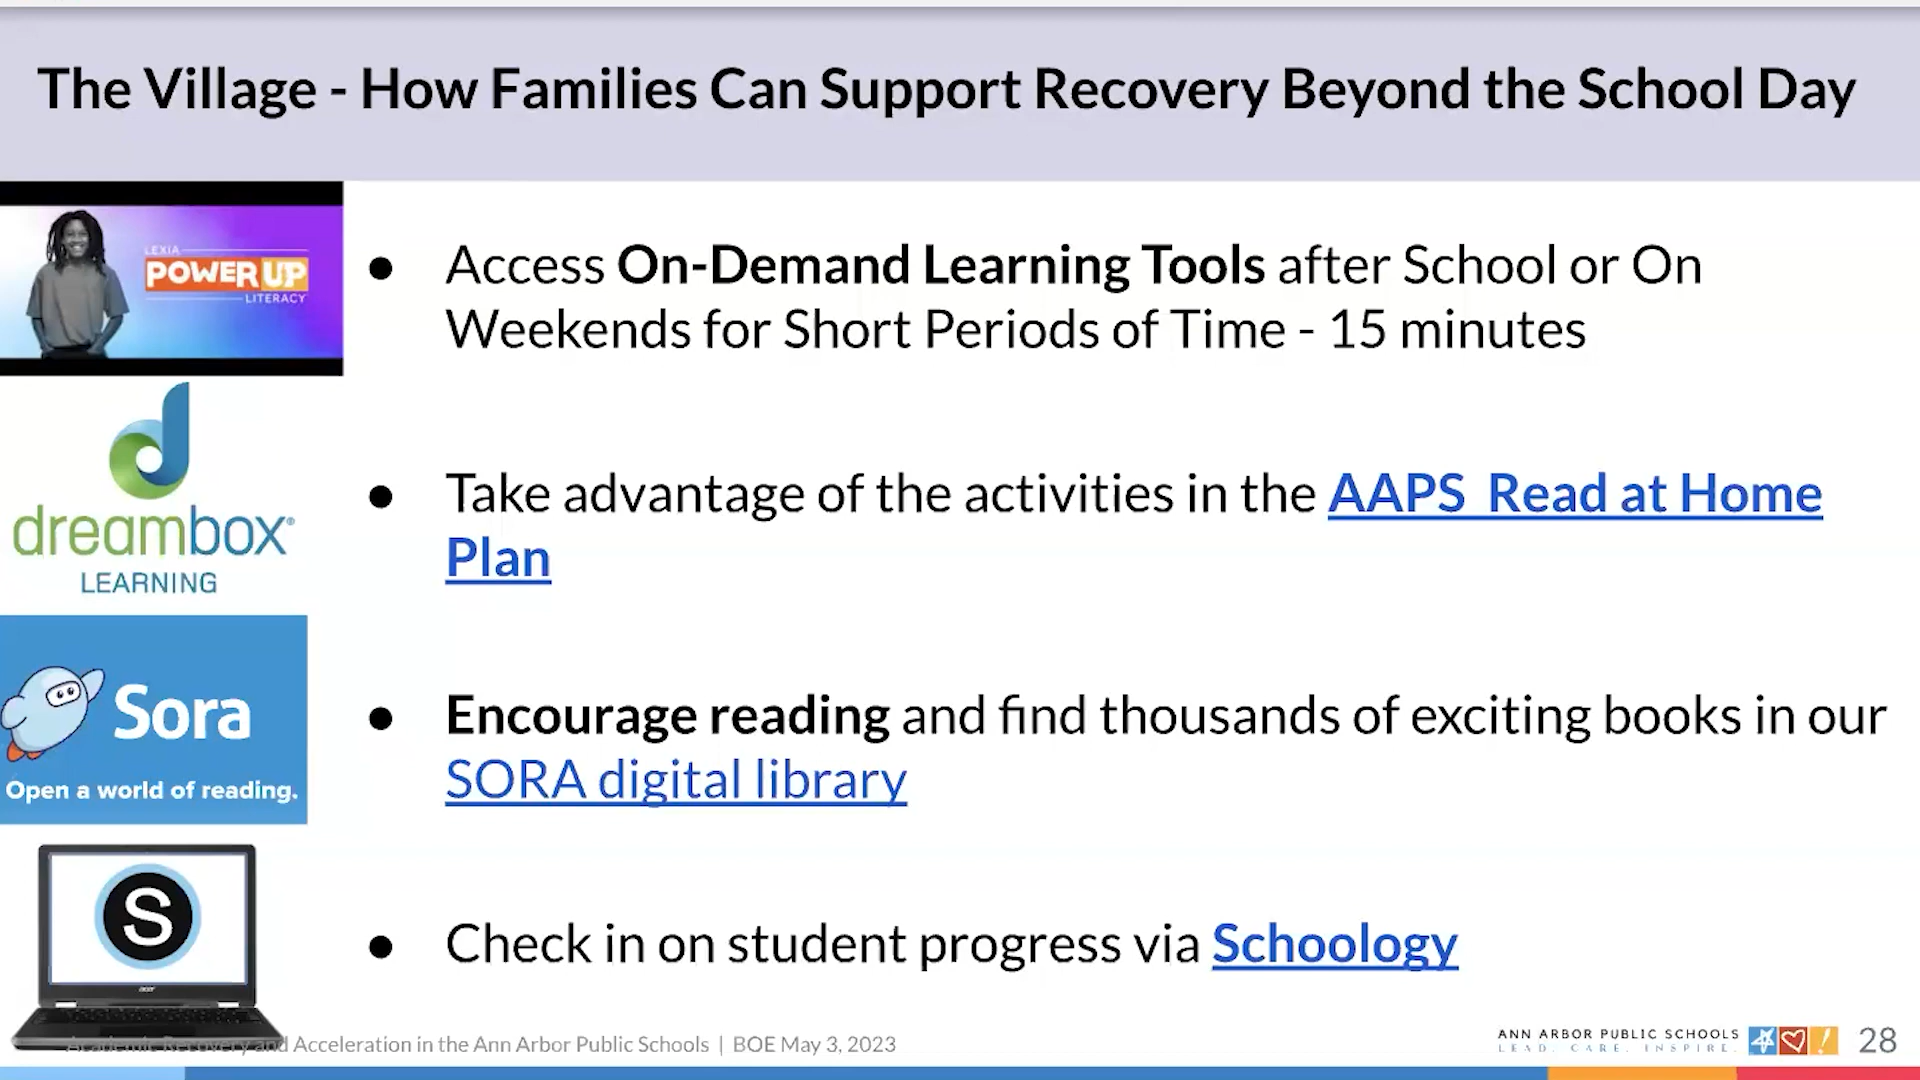 The Village - How Families Can Support Recovery Beyond the School Day
LEXIA
POWERUP
LITERACY
● Access On-Demand Learning Tools after School or On
Weekends for Short Periods of Time - 15 minutes
dreambox®
LEARNING
● Take advantage of the activities in the AAPS Read at Home
Plan
Sora
Open a world of reading.
● Encourage reading and find thousands of exciting books in our
SORA digital library
S
acer
● Check in on student progress via Schoology
Academic Recovery and Acceleration in the Ann Arbor Public Schools | BOE May 3, 2023
ANN ARBOR PUBLIC SCHOOLS
LEAD. CARE. INSPIRE.
28